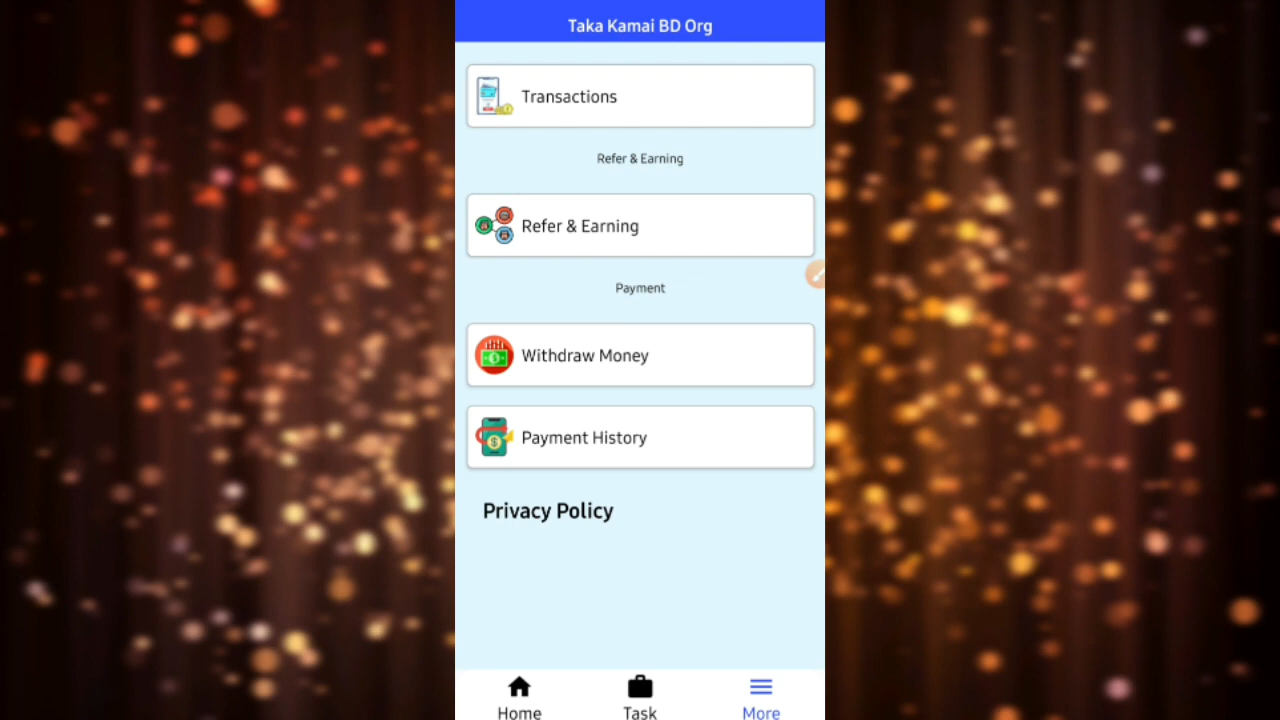 Taka Kamai BD Org
Transactions
Refer & Earning
Refer & Earning
Payment
Withdraw Money
Payment History
Privacy Policy
Home
Task
More